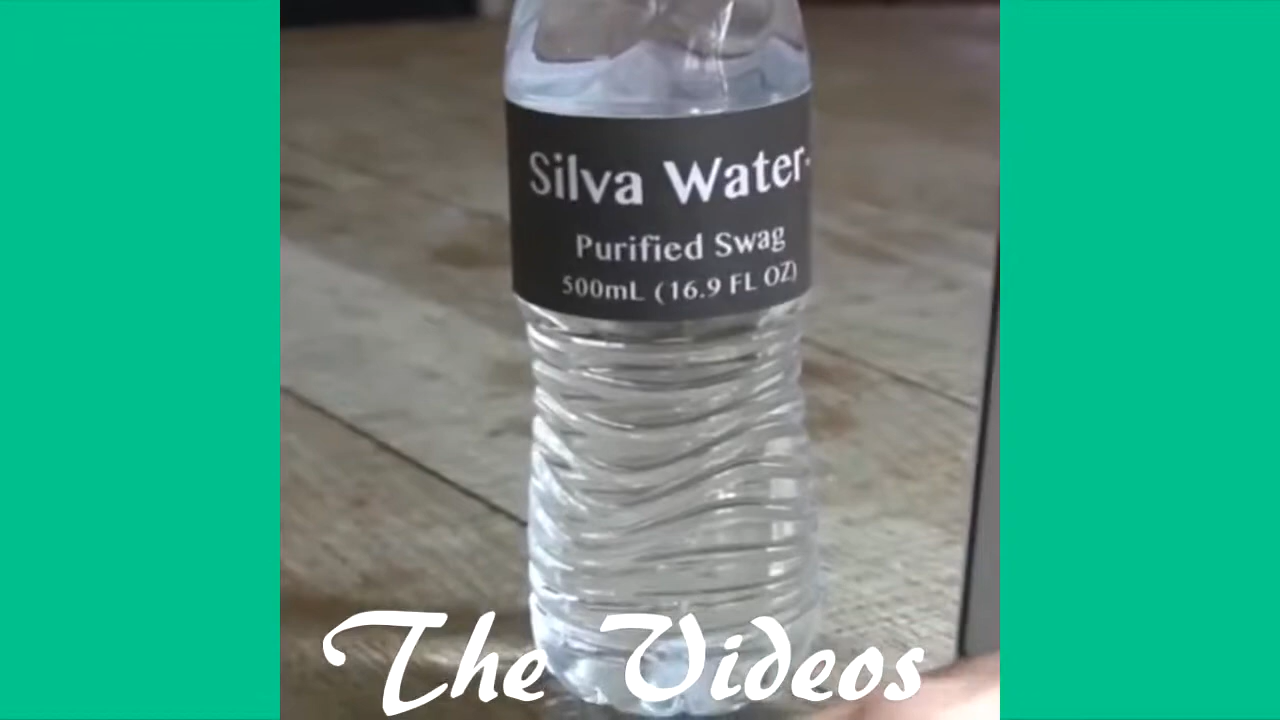 Silva Water-
Purified Swag
500mL (16.9 FL OZ)
The Videos